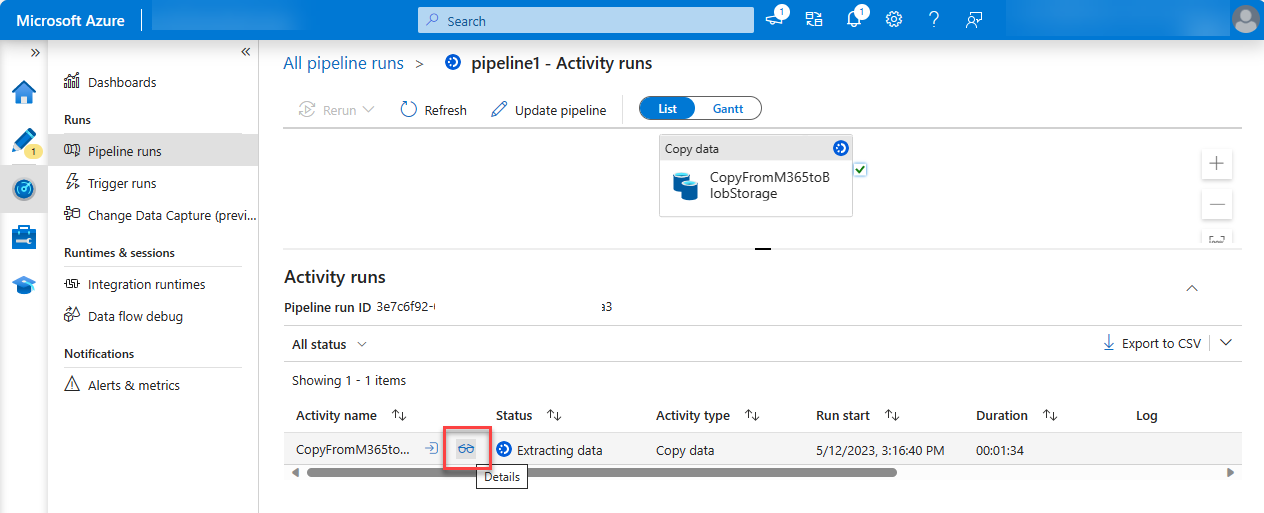 Microsoft Azure
Search
1
1
« 
»
All pipeline runs > pipeline1 - Activity runs
Dashboards
Rerun
Refresh
Update pipeline
List
Gantt
Runs
1
Pipeline runs
Trigger runs
Change Data Capture (previ...
Runtimes & sessions
Integration runtimes
Data flow debug
Notifications
Alerts & metrics
Copy data
CopyFromM365toB
lobStorage
Activity runs
Pipeline run ID 3e7c6f92- a3
All status
Export to CSV
Showing 1 - 1 items
Activity name Status Activity type Run start Duration Log
CopyFromM365to... Extracting data Copy data 5/12/2023, 3:16:40 PM 00:01:34
Details